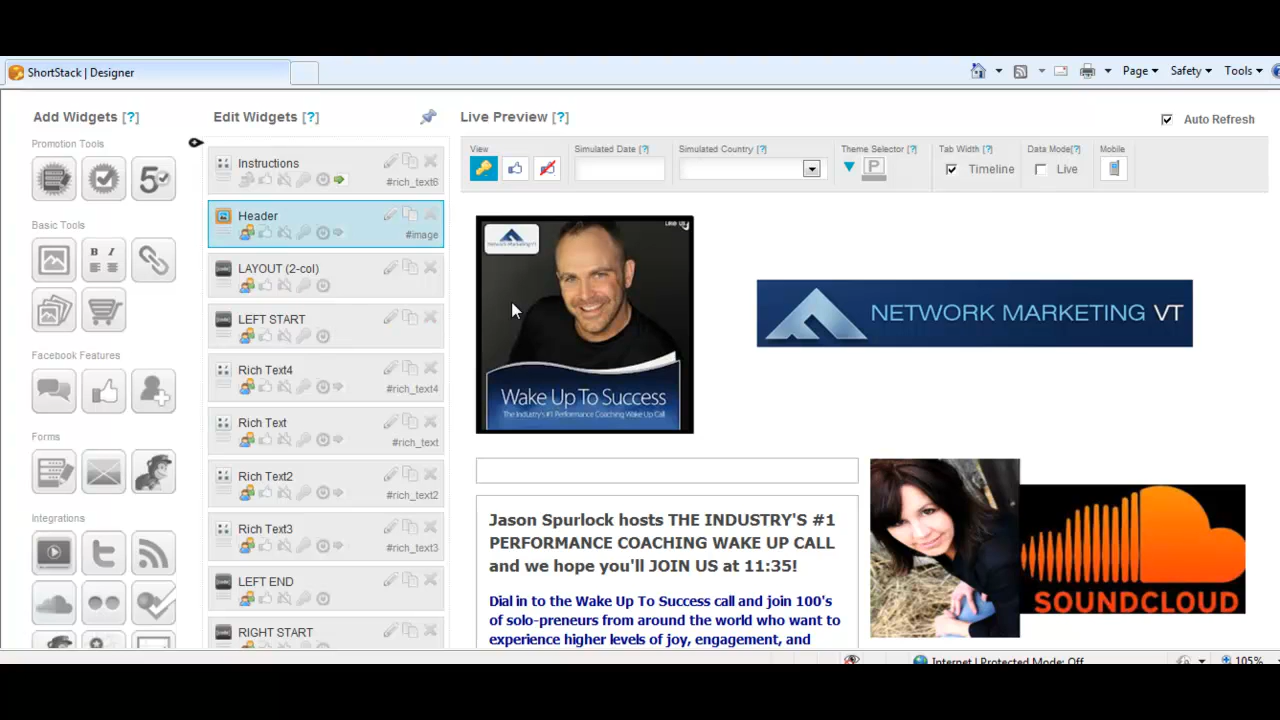 ShortStack | Designer
Page
Safety
Tools
Add Widgets [?]
Promotion Tools
5
Basic Tools
B I
Facebook Features
Forms
Integrations
Edit Widgets [?]
Instructions
#rich_text6
Header
#image
LAYOUT (2-col)
LEFT START
Rich Text4
#rich_text4
Rich Text
#rich_text
Rich Text2
#rich_text2
Rich Text3
#rich_text3
LEFT END
RIGHT START
Live Preview [?]
Auto Refresh
View
Simulated Date [?]
Simulated Country [?]
Theme Selector [?]
P
Tab Width [?]
Timeline
Data Mode[?]
Live
Mobile
NETWORK MARKETING VT
Wake Up To Success
The Industry's #1 Performance Coaching Wake Up Call
NETWORK MARKETING VT
Jason Spurlock hosts THE INDUSTRY'S #1
PERFORMANCE COACHING WAKE UP CALL
and we hope you'll JOIN US at 11:35!
Dial in to the Wake Up To Success call and join 100's
of solo-preneurs from around the world who want to
experience higher levels of joy, engagement, and
SOUNDCLOUD
Internet | Protected Mode: Off
105%